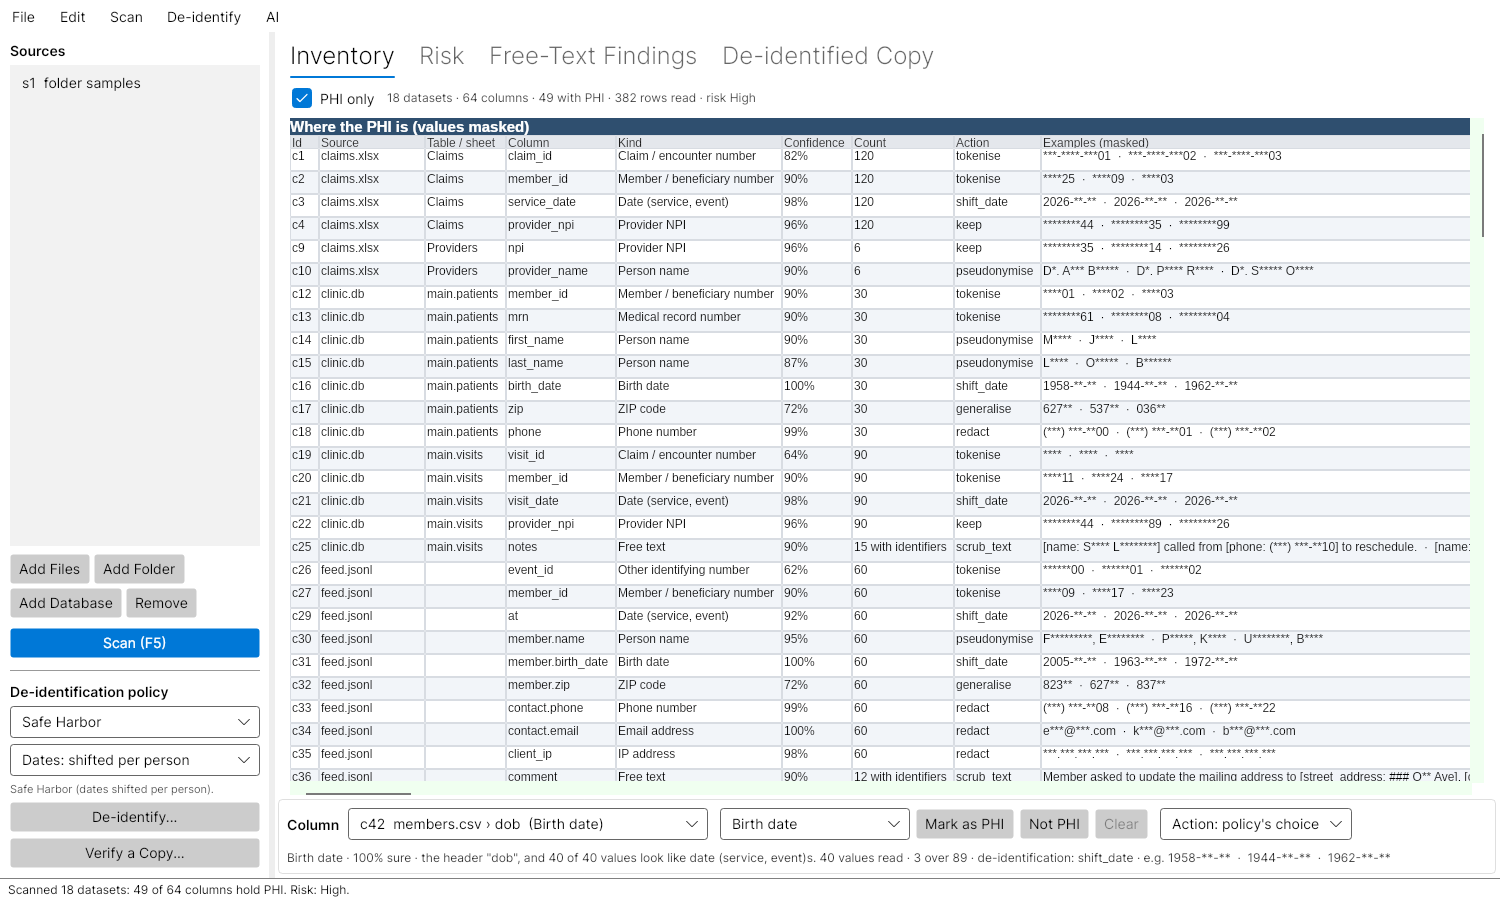 File Edit Scan De-identify AI
Sources
s1 folder samples
Add Files Add Folder
Add Database Remove
Scan (F5)
De-identification policy
Safe Harbor
Dates: shifted per person
Safe Harbor (dates shifted per person).
De-identify...
Verify a Copy...
Inventory Risk Free-Text Findings De-identified Copy
PHI only 18 datasets · 64 columns · 49 with PHI · 382 rows read · risk High
Where the PHI is (values masked)
Id Source Table / sheet Column Kind Confidence Count Action Examples (masked)
c1 claims.xlsx Claims claim_id Claim / encounter number 82% 120 tokenise ***-****-***01 · ***-****-***02 · ***-****-***03
c2 claims.xlsx Claims member_id Member / beneficiary number 90% 120 tokenise ****25 · ****09 · ****03
c3 claims.xlsx Claims service_date Date (service, event) 98% 120 shift_date 2026-**-** · 2026-**-** · 2026-**-**
c4 claims.xlsx Claims provider_npi Provider NPI 96% 120 keep ********44 · ********35 · ********99
c9 claims.xlsx Providers npi Provider NPI 96% 6 keep ********35 · ********14 · ********26
c10 claims.xlsx Providers provider_name Person name 90% 6 pseudonymise D*. A*** B***** · D*. P**** R**** · D*. S***** O****
c12 clinic.db main.patients member_id Member / beneficiary number 90% 30 tokenise ****01 · ****02 · ****03
c13 clinic.db main.patients mrn Medical record number 90% 30 tokenise ********61 · ********08 · ********04
c14 clinic.db main.patients first_name Person name 90% 30 pseudonymise M**** · J**** · L****
c15 clinic.db main.patients last_name Person name 87% 30 pseudonymise L**** · O***** · B******
c16 clinic.db main.patients birth_date Birth date 100% 30 shift_date 1958-**-** · 1944-**-** · 1962-**-**
c17 clinic.db main.patients zip ZIP code 72% 30 generalise 627** · 537** · 036**
c18 clinic.db main.patients phone Phone number 99% 30 redact (***) ***-**00 · (***) ***-**01 · (***) ***-**02
c19 clinic.db main.visits visit_id Claim / encounter number 64% 90 tokenise **** · **** · ****
c20 clinic.db main.visits member_id Member / beneficiary number 90% 90 tokenise ****11 · ****24 · ****17
c21 clinic.db main.visits visit_date Date (service, event) 98% 90 shift_date 2026-**-** · 2026-**-** · 2026-**-**
c22 clinic.db main.visits provider_npi Provider NPI 96% 90 keep ********44 · ********89 · ********26
c25 clinic.db main.visits notes Free text 90% 15 with identifiers scrub_text [name: S**** L********] called from [phone: (***) ***-**10] to reschedule. · [name:
c26 feed.jsonl event_id Other identifying number 62% 60 tokenise ******00 · ******01 · ******02
c27 feed.jsonl member_id Member / beneficiary number 90% 60 tokenise ****09 · ****17 · ****23
c29 feed.jsonl at Date (service, event) 92% 60 shift_date 2026-**-** · 2026-**-** · 2026-**-**
c30 feed.jsonl member.name Person name 95% 60 pseudonymise F*********, E******** · P*****, K**** · U********, B****
c31 feed.jsonl member.birth_date Birth date 100% 60 shift_date 2005-**-** · 1963-**-** · 1972-**-**
c32 feed.jsonl member.zip ZIP code 72% 60 generalise 823** · 627** · 837**
c33 feed.jsonl contact.phone Phone number 99% 60 redact (***) ***-**08 · (***) ***-**16 · (***) ***-**22
c34 feed.jsonl contact.email Email address 100% 60 redact e***@***.com · k***@***.com · b***@***.com
c35 feed.jsonl client_ip IP address 98% 60 redact ***.***.***.*** · ***.***.***.*** · ***.***.***.***
c36 feed.jsonl comment Free text 90% 12 with identifiers scrub_text Member asked to update the mailing address to [street_address: ### O** Ave].
Column c42 members.csv › dob (Birth date) Birth date Mark as PHI Not PHI Clear Action: policy's choice
Birth date · 100% sure · the header "dob", and 40 of 40 values look like date (service, event)s. 40 values read · 3 over 89 · de-identification: shift_date · e.g. 1958-**-** · 1944-**-** · 1962-**-**
Scanned 18 datasets: 49 of 64 columns hold PHI. Risk: High.